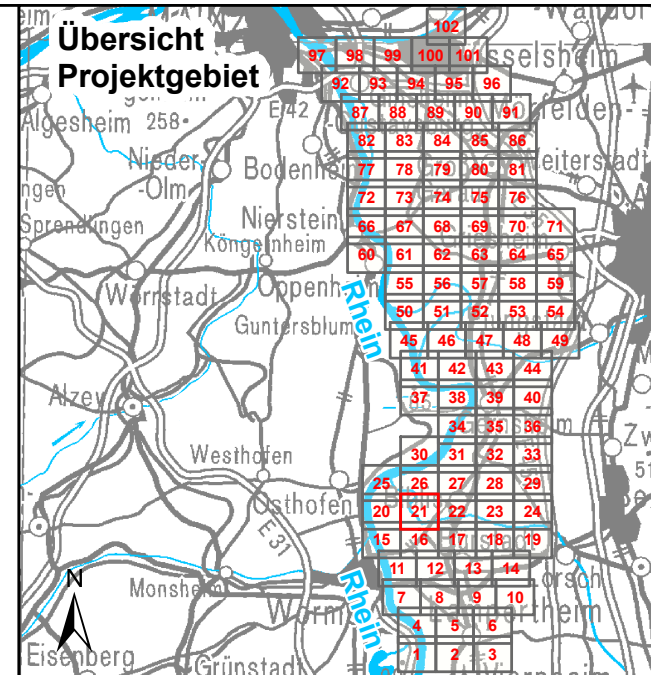 Übersicht
Projektgebiet
102
97 98 99 100 101
sselsheim
92 93 94 95 96
E 42
87 88 89 90 91
Algesheim 258
82 83 84 85 86
Nieder-
-Olm
Bodenheim
77 78 79 80 81
eiterstadt
72 73 74 75 76
Nierstein
Sprendlingen
66 67 68 69 70 71
Köngernheim
60 61 62 63 64 65
Oppenheim
Wörrstadt
55 56 57 58 59
Rhein
50 51 52 53 54
Guntersblum
45 46 47 48 49
41 42 43 44
Alzey
37 38 39 40
34 35 36
Westhofen
30 31 32 33
25 26 27 28 29
Osthofen
20 21 22 23 24
E 31
15 16 17 18 19
N
Monsheim
11 12 13 14
orsch
Rhein
7 8 9 10
Worms
4 5 6
Eisenberg
Grünstadt
1 2 3